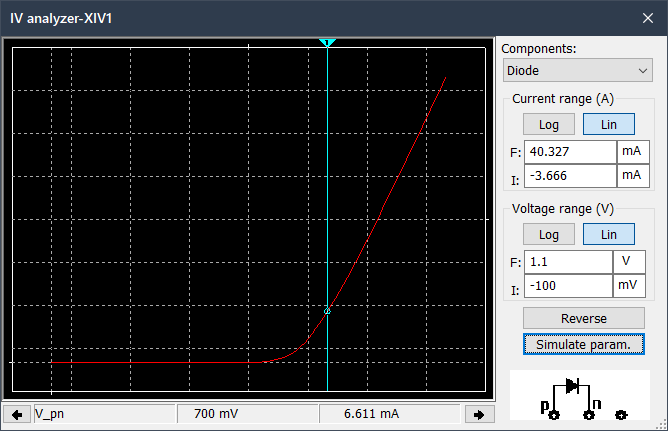 IV analyzer-XIV1
1
Components:
Diode
Current range (A)
Log Lin
F: 40.327 mA
I: -3.666 mA
Voltage range (V)
Log Lin
F: 1.1 V
I: -100 mV
Reverse
Simulate param.
p n
V_pn 700 mV 6.611 mA